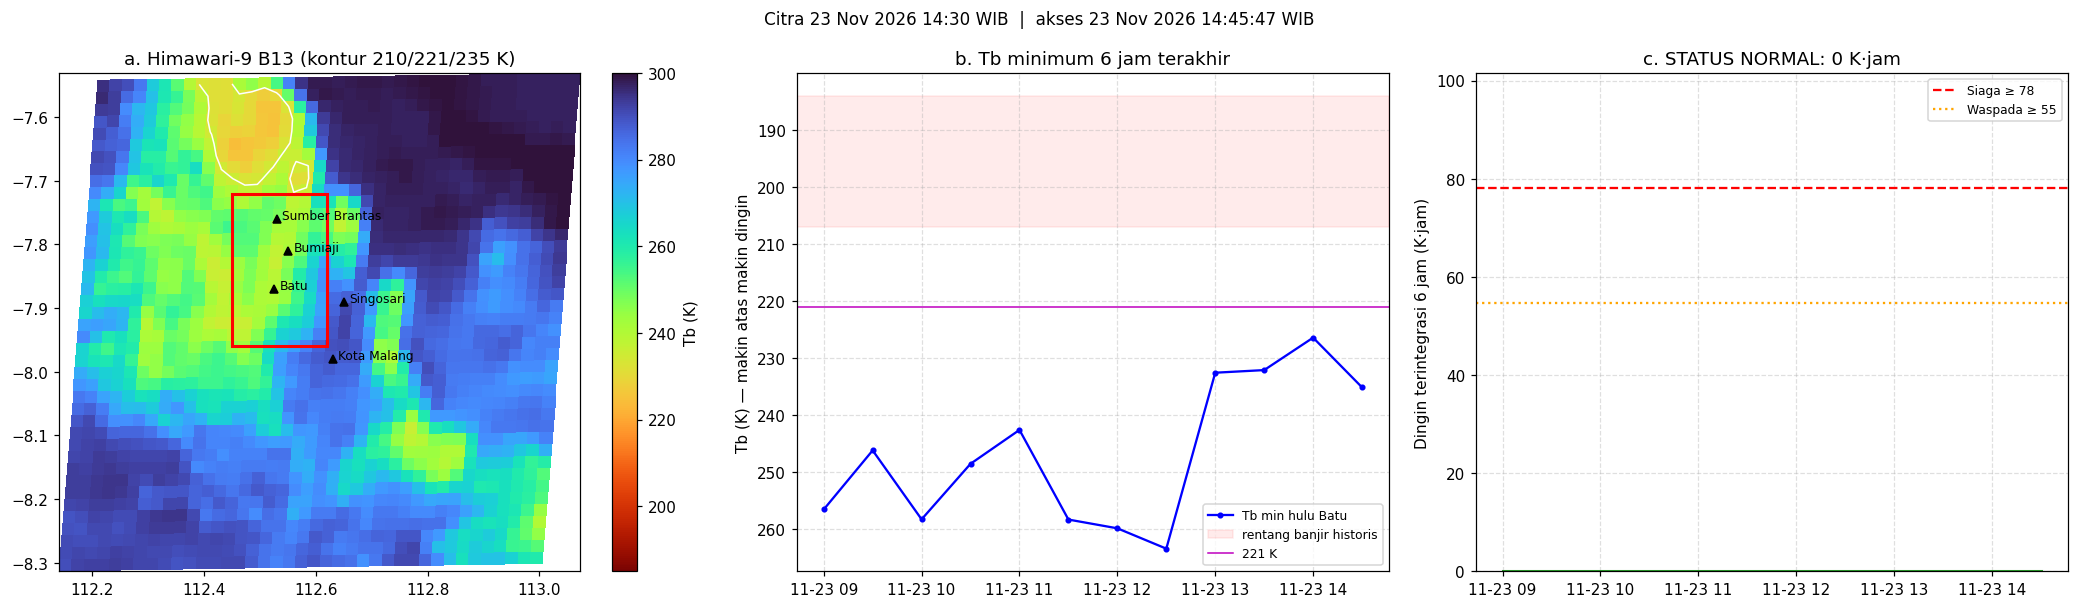 Citra 23 Nov 2026 14:30 WIB | akses 23 Nov 2026 14:45:47 WIB
a. Himawari-9 B13 (kontur 210/221/235 K)
−7.6
−7.7
−7.8
−7.9
−8.0
−8.1
−8.2
−8.3
112.2
112.4
112.6
112.8
113.0
Sumber Brantas
Bumiaji
Batu
Singosari
Kota Malang
300
280
260
240
220
200
Tb (K)
b. Tb minimum 6 jam terakhir
Tb (K) — makin atas makin dingin
190
200
210
220
230
240
250
260
11-23 09
11-23 10
11-23 11
11-23 12
11-23 13
11-23 14
Tb min hulu Batu
rentang banjir historis
221 K
c. STATUS NORMAL: 0 K·jam
Dingin terintegrasi 6 jam (K·jam)
100
80
60
40
20
0
11-23 09
11-23 10
11-23 11
11-23 12
11-23 13
11-23 14
Siaga ≥ 78
Waspada ≥ 55